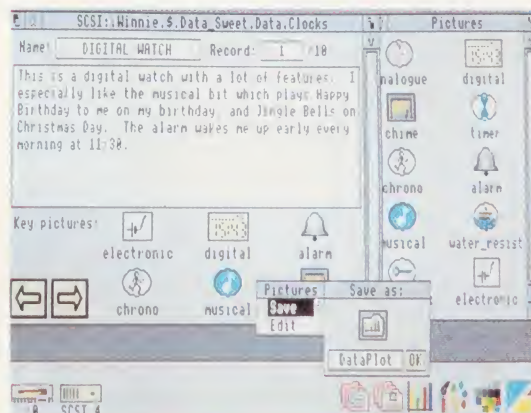 SCSI::Winnie.$.Data_Sweet.Data.Clocks
Name: DIGITAL WATCH Record: 1 /10
This is a digital watch with a lot of features. I
especially like the musical bit which plays Happy
Birthday to me on my birthday, and Jingle Bells on
Christmas Day. The alarm wakes me up early every
morning at 11:30.
Key pictures:
electronic digital alarm
chrono musical
Pictures
nalogue digital
chime timer
chrono alarm
musical water_resist
electronic
Pictures
Save
Edit
Save as:
DataPlot OK
:0 SCSI 4